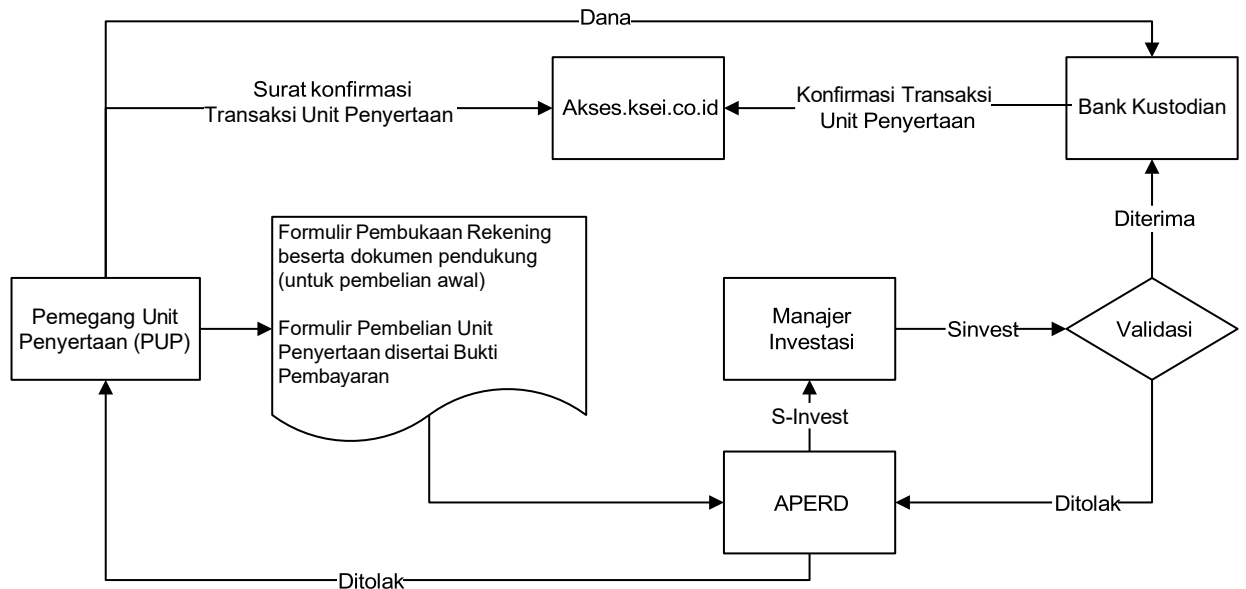 Dana
Surat konfirmasi
Transaksi Unit Penyertaan
Akses.ksei.co.id
Konfirmasi Transaksi
Unit Penyertaan
Bank Kustodian
Diterima
Formulir Pembukaan Rekening
beserta dokumen pendukung
(untuk pembelian awal)
Formulir Pembelian Unit
Penyertaan disertai Bukti
Pembayaran
Pemegang Unit
Penyertaan (PUP)
Manajer
Investasi
Sinvest
Validasi
S-Invest
APERD
Ditolak
Ditolak